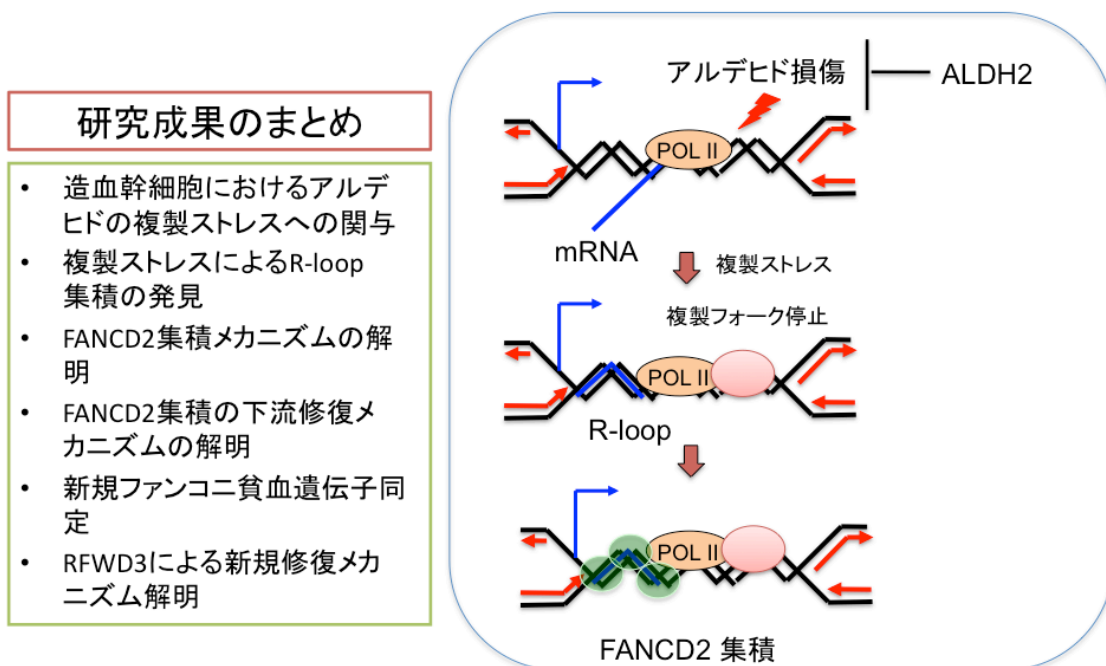 研究成果のまとめ
• 造血幹細胞におけるアルデ
ヒドの複製ストレスへの関与
• 複製ストレスによるR-loop
集積の発見
• FANCD2集積メカニズムの解
明
• FANCD2集積の下流修復メ
カニズムの解明
• 新規ファンコニ貧血遺伝子同
定
• RFWD3による新規修復メカ
ニズム解明
アルデヒド損傷
ALDH2
POL II
mRNA
複製ストレス
複製フォーク停止
POL II
R-loop
POL II
FANCD2 集積